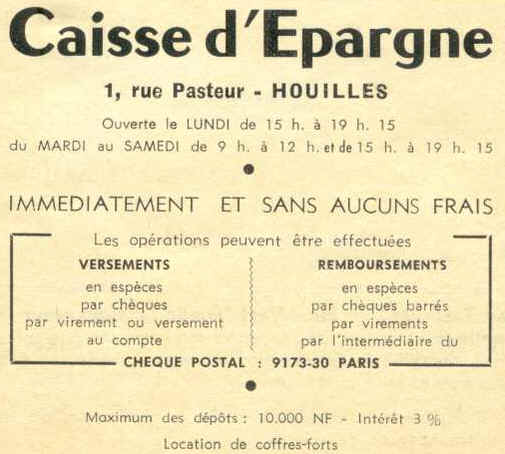 Caisse d'Epargne
1, rue Pasteur - HOUILLES
Ouverte le LUNDI de 15 h. à 19 h. 15
du MARDI au SAMEDI de 9 h. à 12 h. et de 15 h. à 19 h. 15
IMMEDIATEMENT ET SANS AUCUNS FRAIS
Les opérations peuvent être effectuées
VERSEMENTS
en espèces
par chèques
par virement ou versement
au compte
REMBOURSEMENTS
en espèces
par chèques barrés
par virements
par l'intermédiaire du
CHEQUE POSTAL : 9173-30 PARIS
Maximum des dépôts : 10.000 NF - Intérêt 3 %
Location de coffres-forts